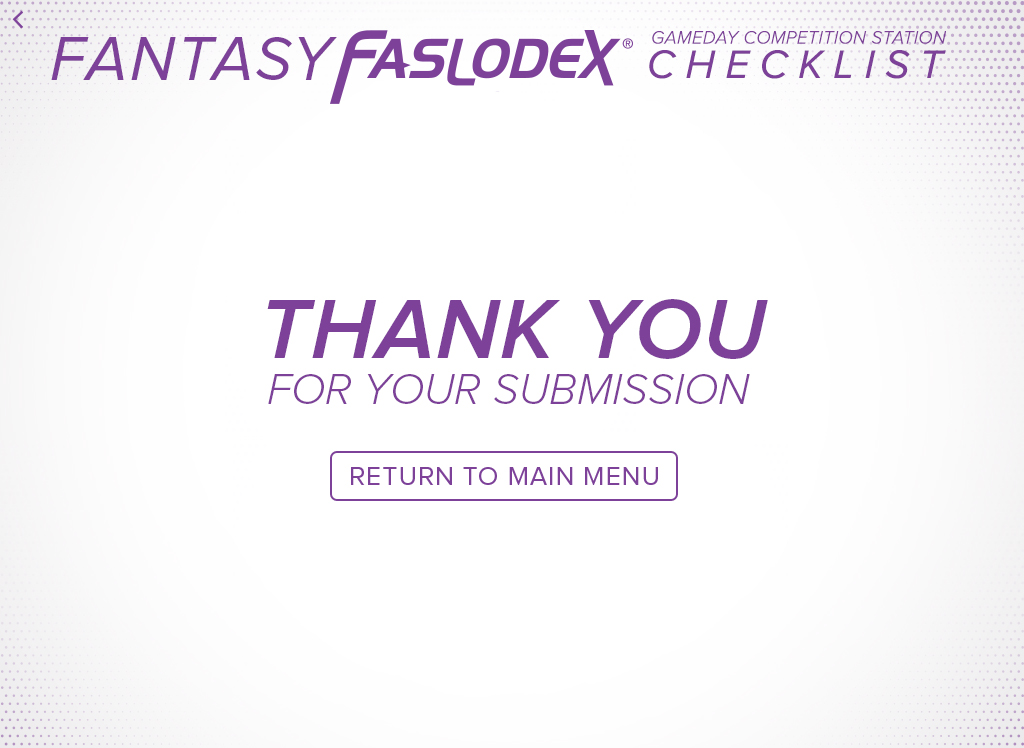 FANTASY FASLODEX® GAMEDAY COMPETITION STATION
CHECKLIST
THANK YOU
FOR YOUR SUBMISSION
RETURN TO MAIN MENU